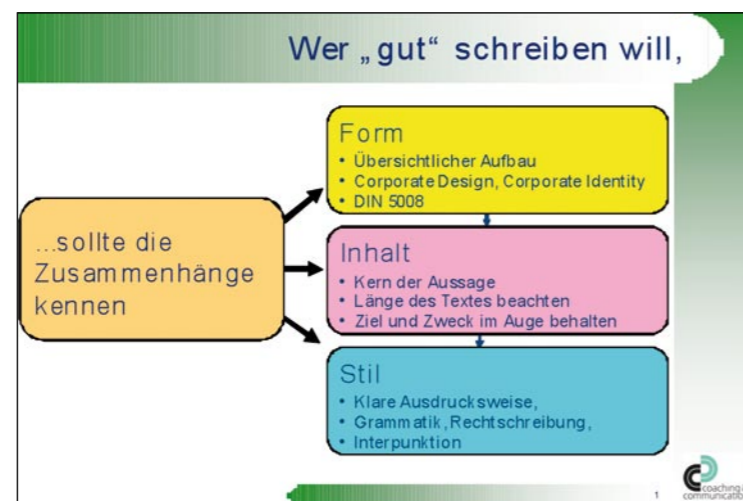 Wer „gut“ schreiben will,
...sollte die
Zusammenhänge
kennen
Form
• Übersichtlicher Aufbau
• Corporate Design, Corporate Identity
• DIN 5008
Inhalt
• Kern der Aussage
• Länge des Textes beachten
• Ziel und Zweck im Auge behalten
Stil
• Klare Ausdrucksweise,
• Grammatik, Rechtschreibung,
• Interpunktion
1
coaching